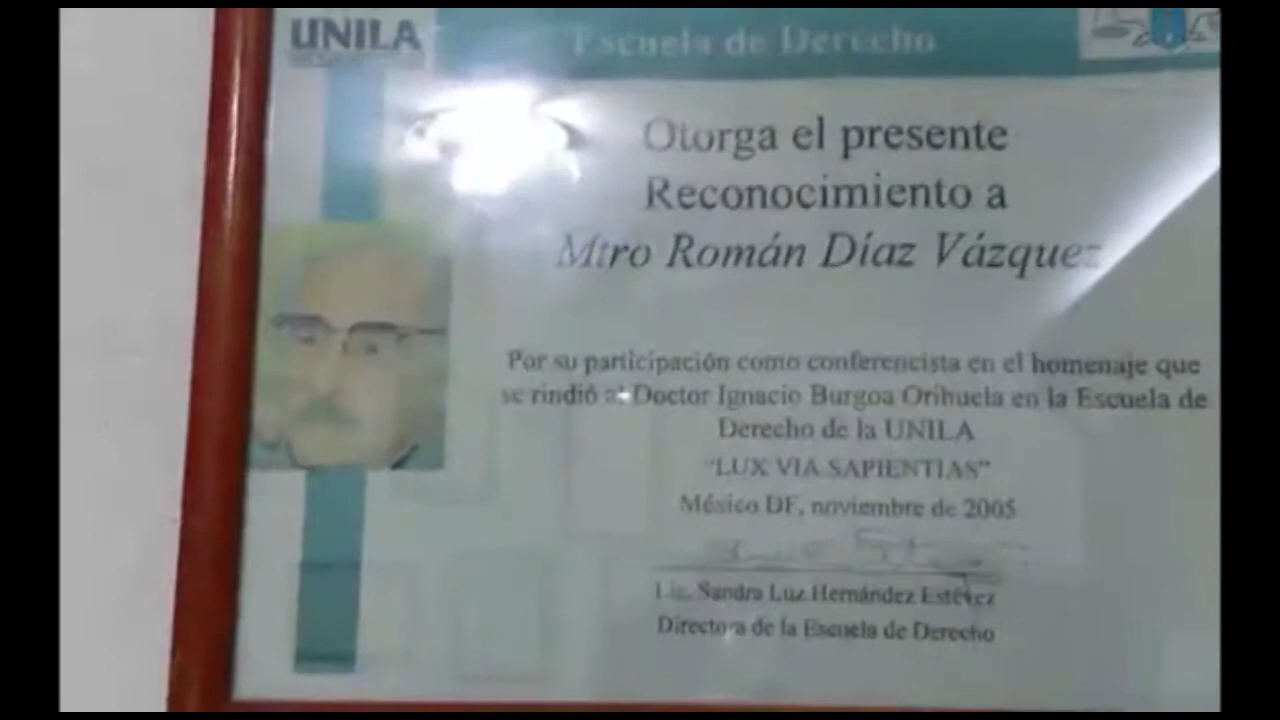 UNILA
Escuela de Derecho
Otorga el presente
Reconocimiento a
Mtro Román Díaz Vázquez
Por su participación como conferencista en el homenaje que
se rindió al Doctor Ignacio Burgoa Orihuela en la Escuela de
Derecho de la UNILA
"LUX VIA SAPIENTIAS"
México DF, noviembre de 2005
Lic. Sandra Luz Hernández Estévez
Directora de la Escuela de Derecho